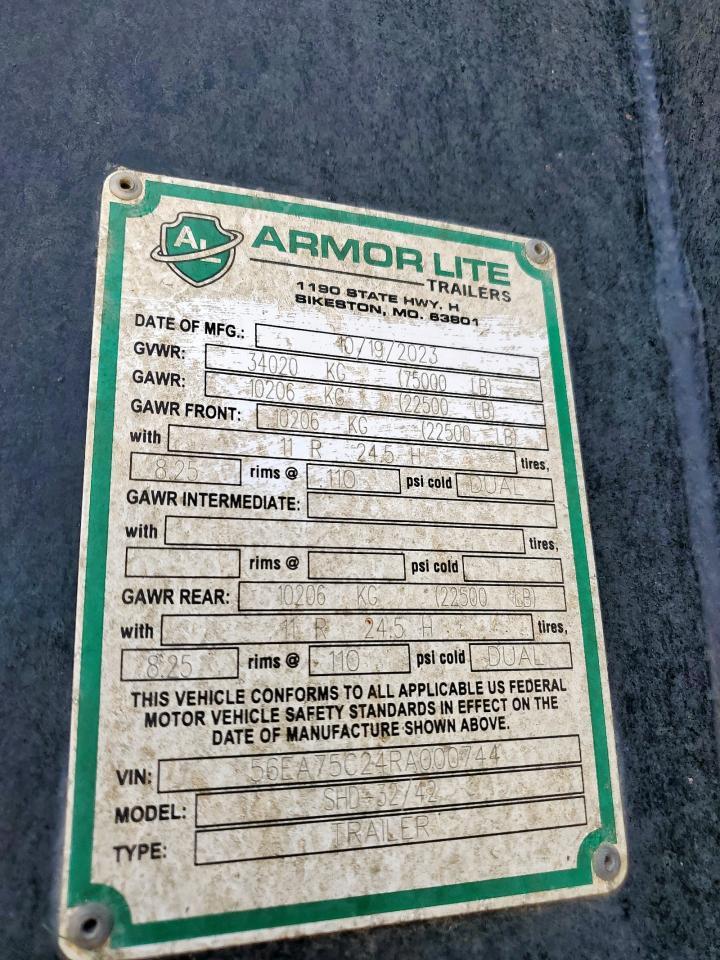 AL ARMOR LITE
TRAILERS
1190 STATE HWY. H
SIKESTON, MO. 63801
DATE OF MFG.: 10/19/2023
GVWR: 34020 KG (75000 LB)
GAWR: 10206 KG (22500 LB)
GAWR FRONT: 10206 KG (22500 LB)
with 11 R 24.5 H tires,
8.25 rims @ 110 psi cold DUAL
GAWR INTERMEDIATE:
with tires,
rims @ psi cold
GAWR REAR: 10206 KG (22500 LB)
with 11 R 24.5 H tires,
8.25 rims @ 110 psi cold DUAL
THIS VEHICLE CONFORMS TO ALL APPLICABLE US FEDERAL
MOTOR VEHICLE SAFETY STANDARDS IN EFFECT ON THE
DATE OF MANUFACTURE SHOWN ABOVE.
VIN: 56EA75C24RA000744
MODEL: SHD-32/42
TYPE: TRAILER